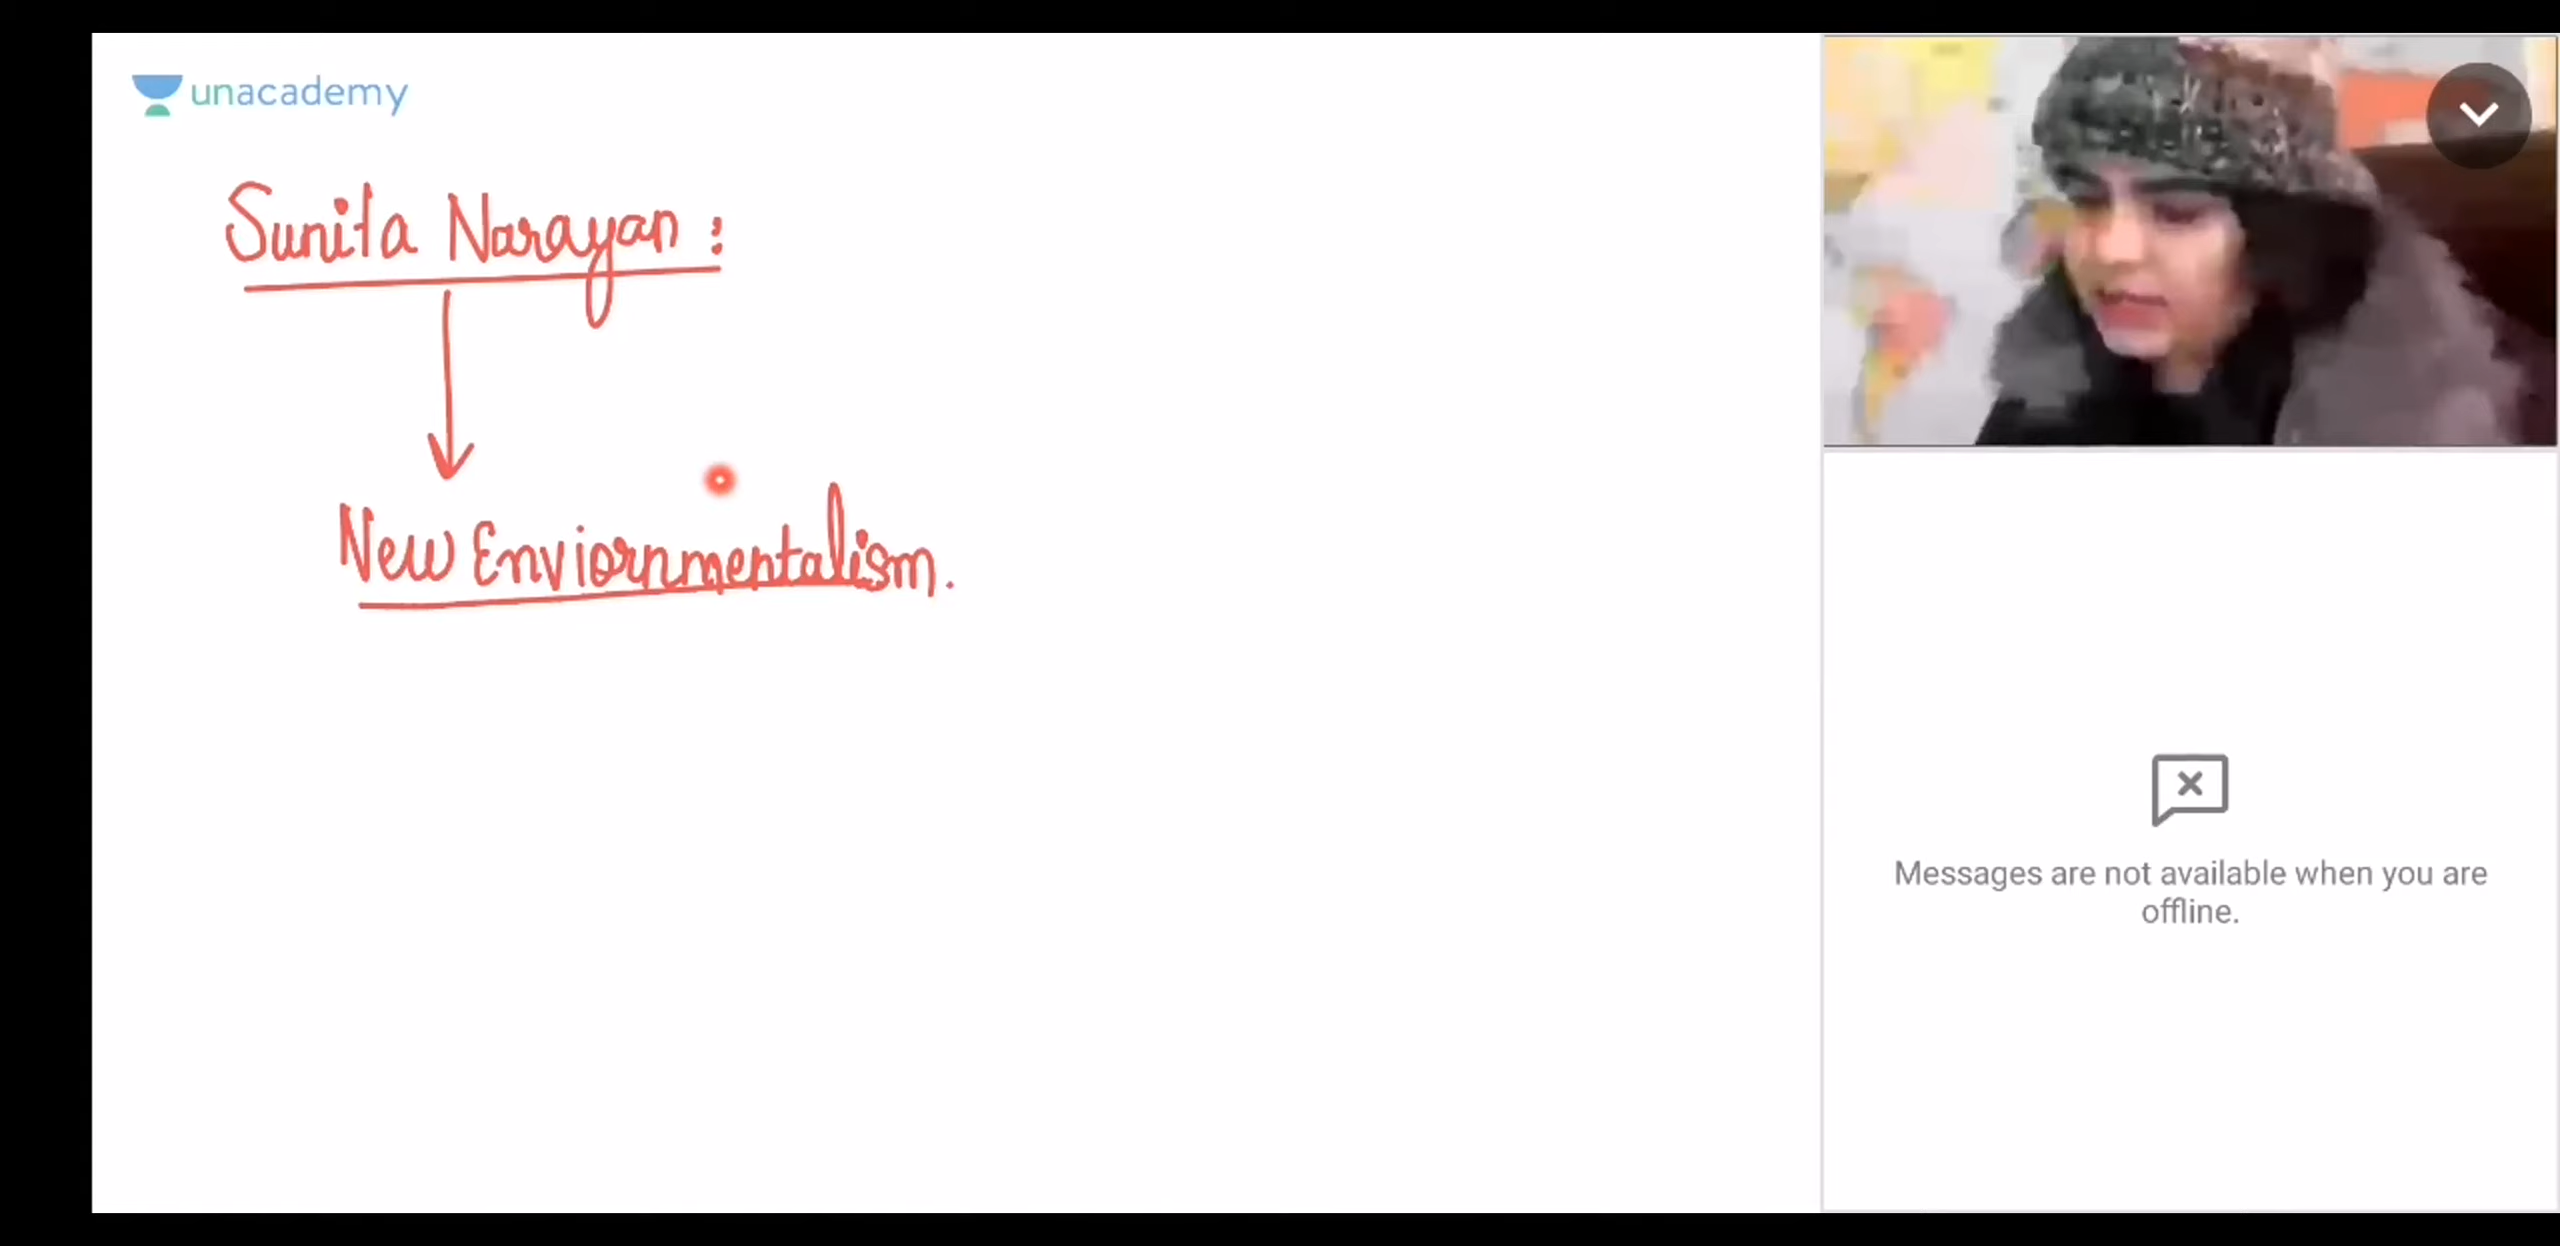 unacademy
Sunita Narayan :
New Enviornmentalism.
Messages are not available when you are
offline.